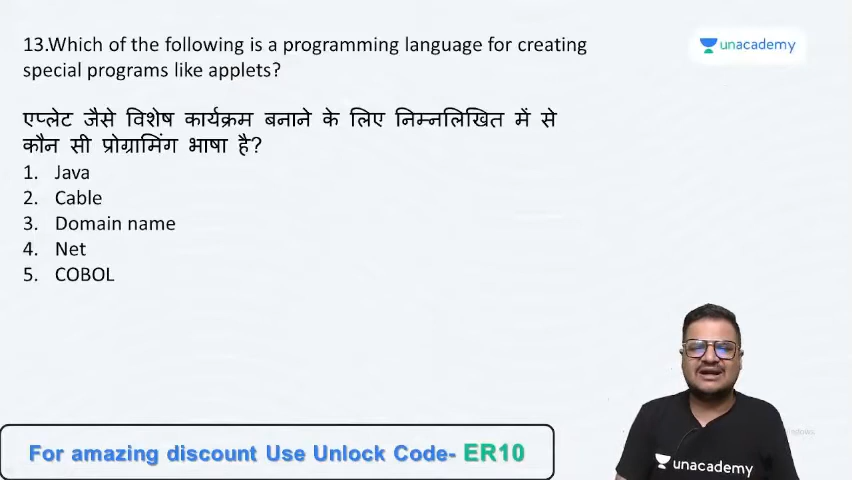 13.Which of the following is a programming language for creating
special programs like applets?
एप्लेट जैसे विशेष कार्यक्रम बनाने के लिए निम्नलिखित में से
कौन सी प्रोग्रामिंग भाषा है?
1. Java
2. Cable
3. Domain name
4. Net
5. COBOL
unacademy
For amazing discount Use Unlock Code- ER10
unacademy